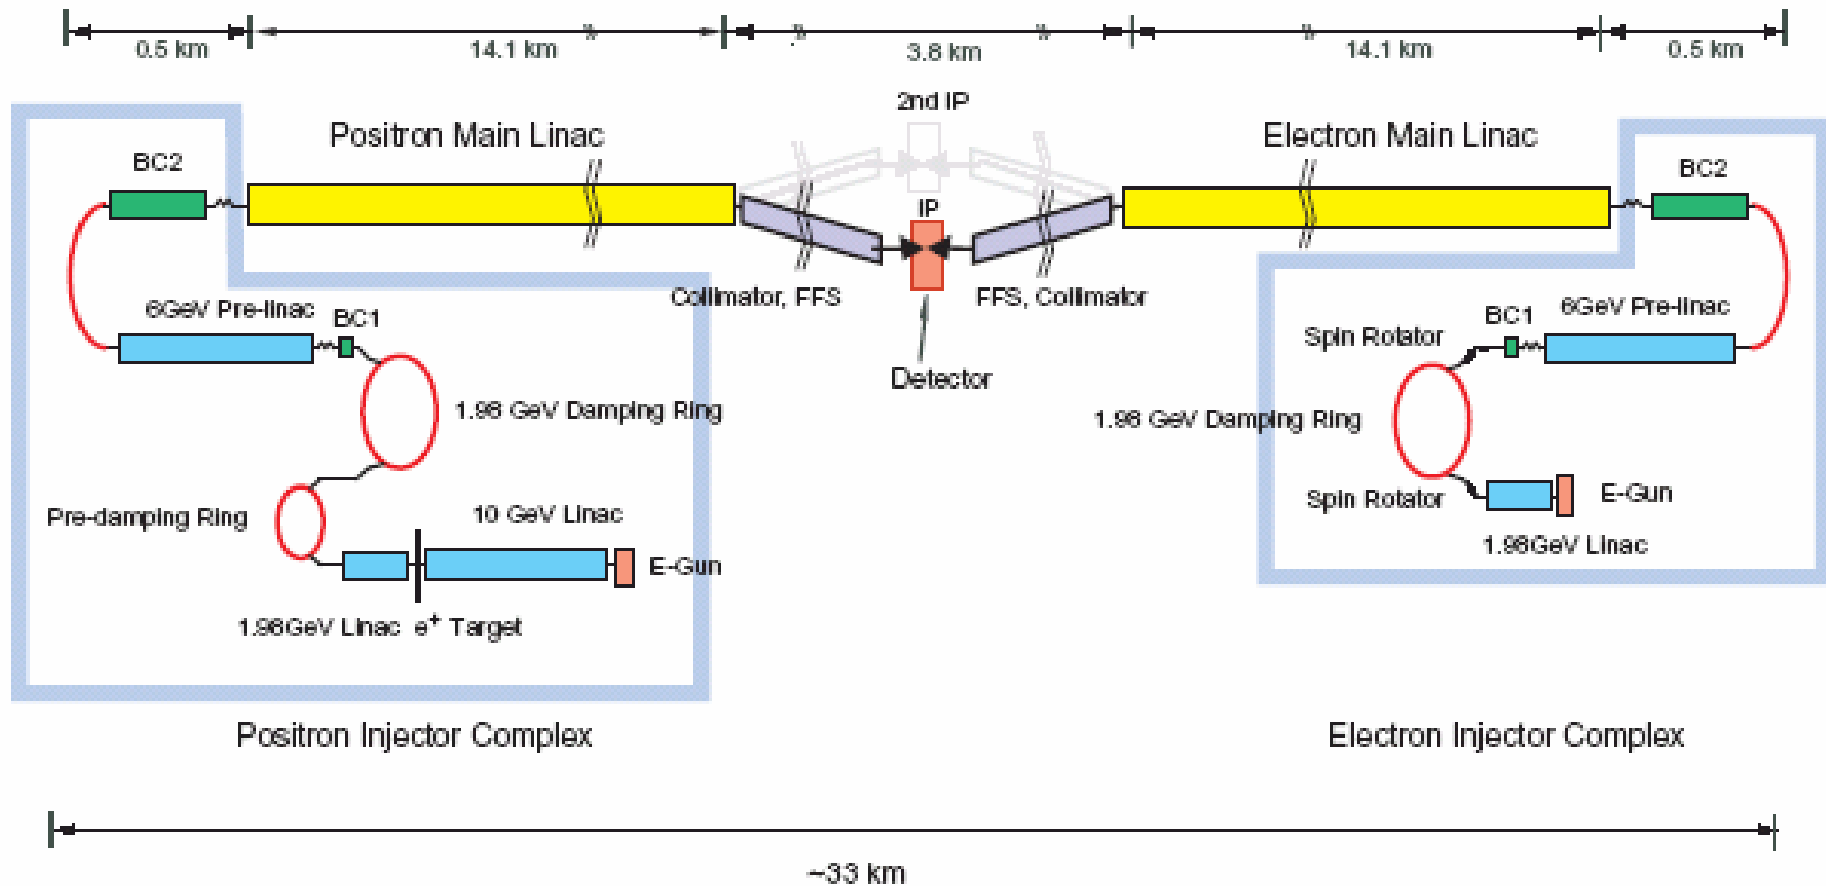 0.5 km
14.1 km
3.8 km
14.1 km
0.5 km
2nd IP
Positron Main Linac
Electron Main Linac
BC2
BC2
IP
Collimator, FFS
FFS, Collimator
6GeV Pre-linac
BC1
Spin Rotator
BC1
6GeV Pre-linac
Detector
1.98 GeV Damping Ring
1.98 GeV Damping Ring
Pre-damping Ring
10 GeV Linac
Spin Rotator
E-Gun
1.98GeV Linac
E-Gun
1.98GeV Linac e+ Target
Positron Injector Complex
Electron Injector Complex
~33 km